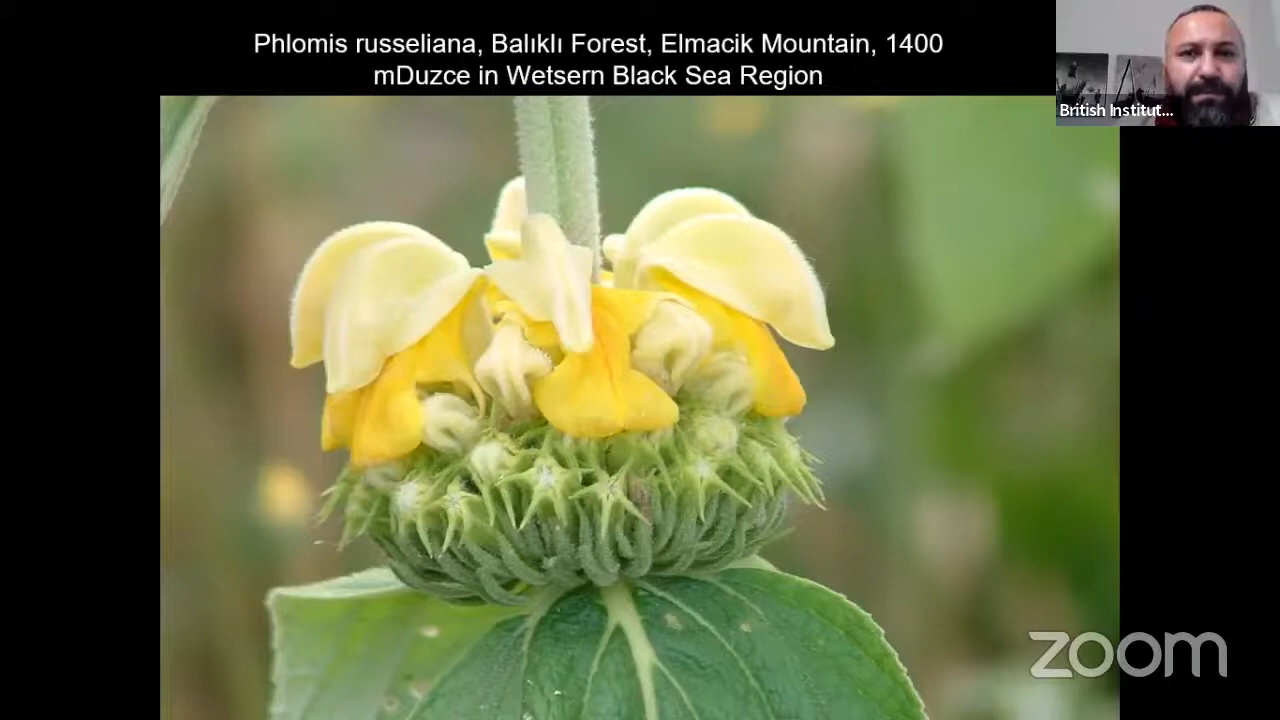 Phlomis russeliana, Balıklı Forest, Elmacik Mountain, 1400
mDuzce in Wetsern Black Sea Region
British Institut...
zoom